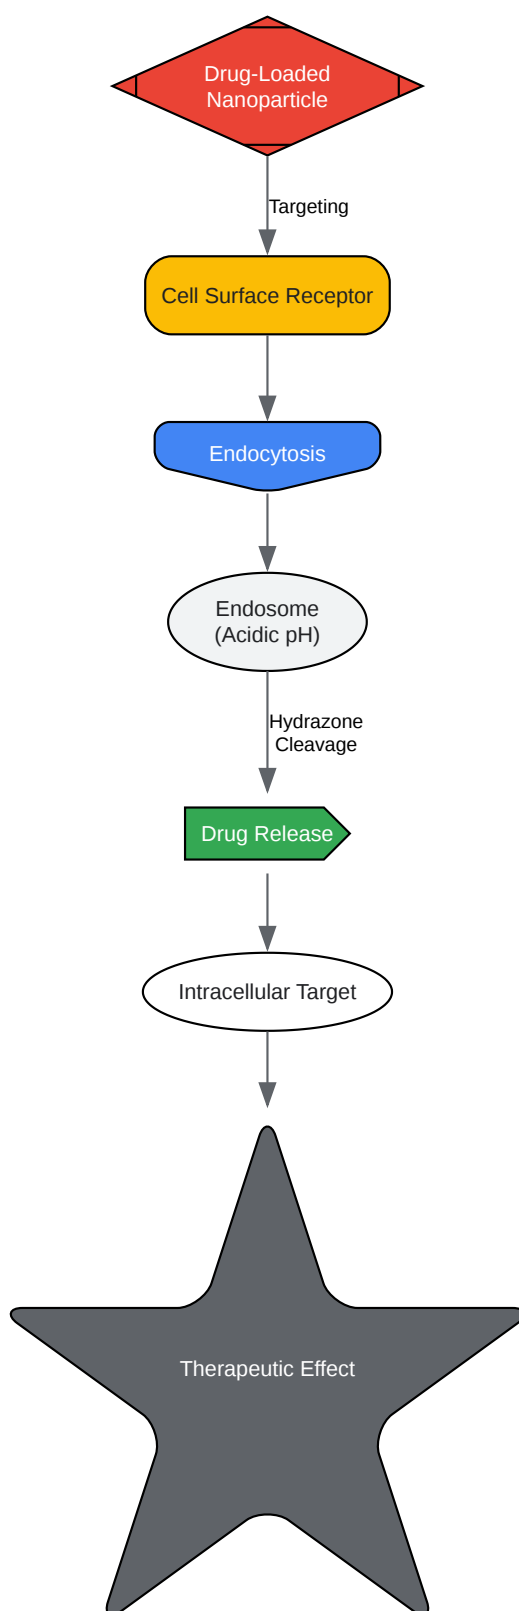 Drug-Loaded
Nanoparticle
Targeting
Cell Surface Receptor
Endocytosis
Endosome
(Acidic pH)
Hydrazone
Cleavage
Drug Release
Intracellular Target
Therapeutic Effect